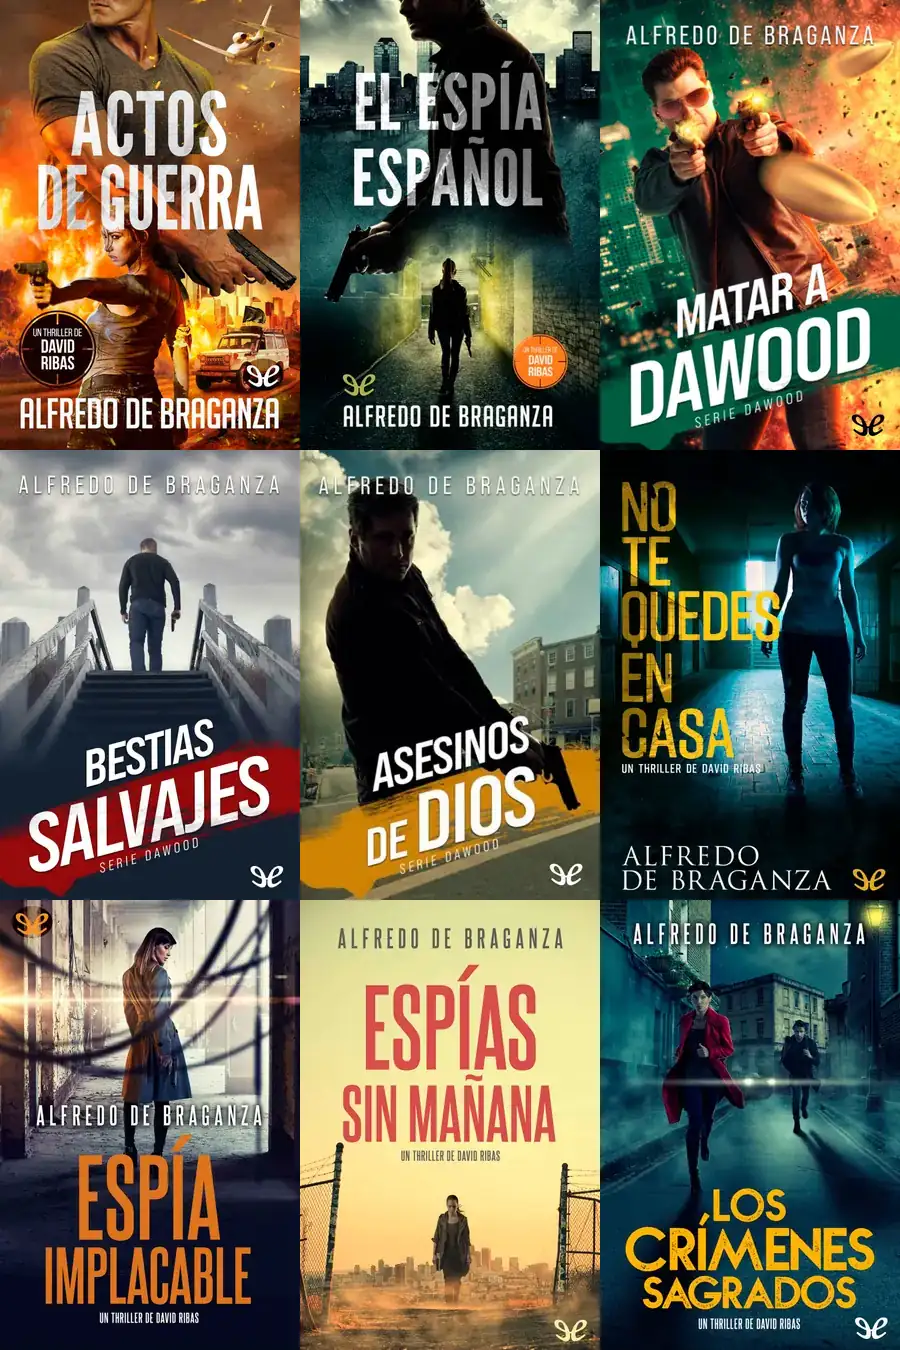 ACTOS
DE GUERRA
UN THRILLER DE
DAVID
RIBAS
ALFREDO DE BRAGANZA
EL ESPÍA
ESPAÑOL
UN THRILLER DE
DAVID
RIBAS
ALFREDO DE BRAGANZA
ALFREDO DE BRAGANZA
MATAR A
DAWOOD
SERIE DAWOOD
ALFREDO DE BRAGANZA
BESTIAS
SALVAJES
SERIE DAWOOD
ALFREDO DE BRAGANZA
ASESINOS
DE DIOS
SERIE DAWOOD
NO
TE
QUEDES
EN
CASA
UN THRILLER DE DAVID RIBAS
ALFREDO
DE BRAGANZA
ALFREDO DE BRAGANZA
ESPÍA
IMPLACABLE
UN THRILLER DE DAVID RIBAS
ALFREDO DE BRAGANZA
ESPÍAS
SIN MAÑANA
UN THRILLER DE DAVID RIBAS
ALFREDO DE BRAGANZA
LOS
CRÍMENES
SAGRADOS
UN THRILLER DE DAVID RIBAS